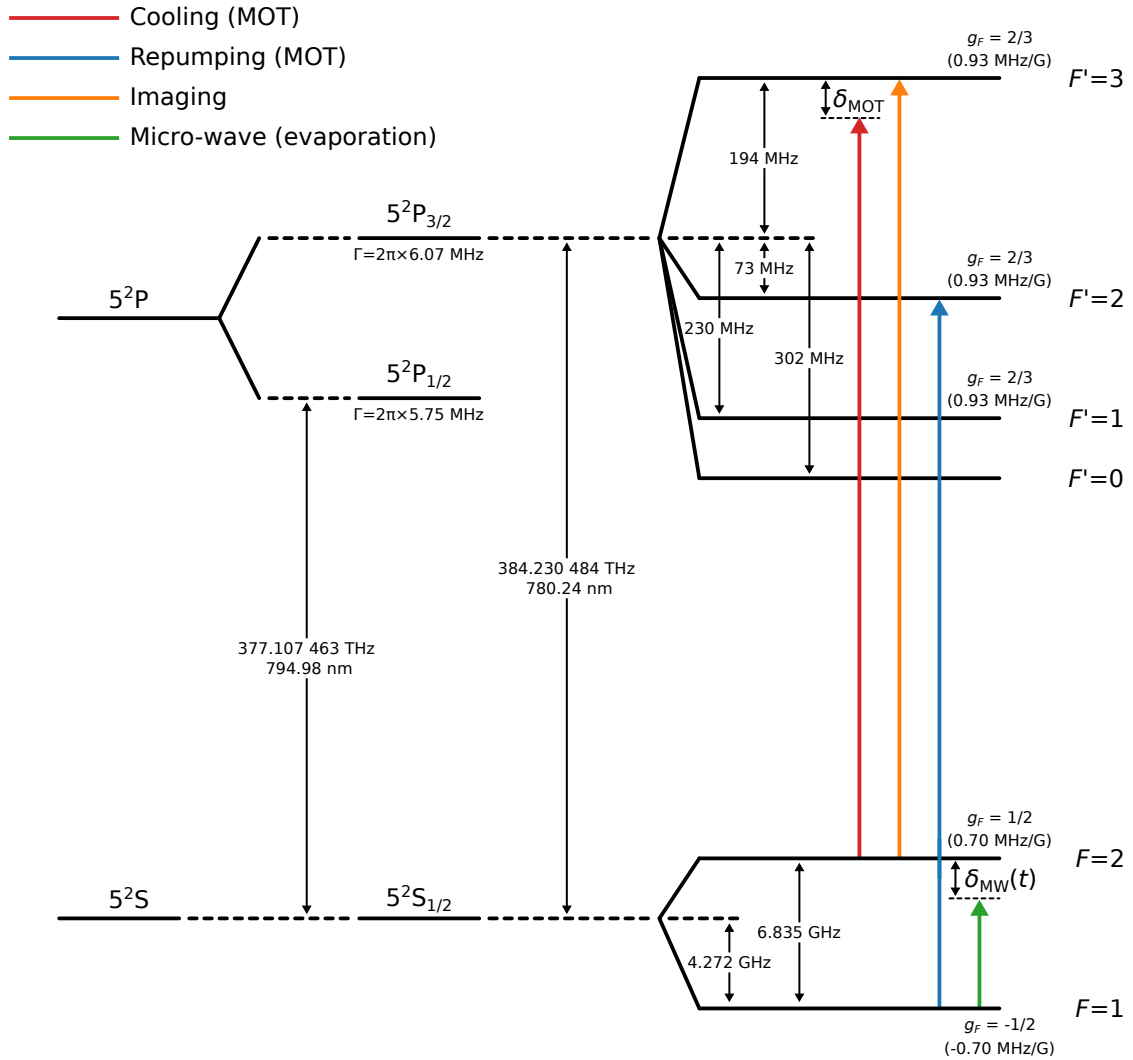 Cooling (MOT)
Repumping (MOT)
Imaging
Micro-wave (evaporation)
g_F = 2/3
(0.93 MHz/G)
F'=3
δ_MOT
194 MHz
5²P_3/2
Γ=2π×6.07 MHz
g_F = 2/3
(0.93 MHz/G)
73 MHz
5²P
F'=2
230 MHz
302 MHz
5²P_1/2
Γ=2π×5.75 MHz
g_F = 2/3
(0.93 MHz/G)
F'=1
F'=0
384.230 484 THz
780.24 nm
377.107 463 THz
794.98 nm
g_F = 1/2
(0.70 MHz/G)
F=2
δ_MW(t)
5²S
5²S_1/2
6.835 GHz
4.272 GHz
F=1
g_F = -1/2
(-0.70 MHz/G)